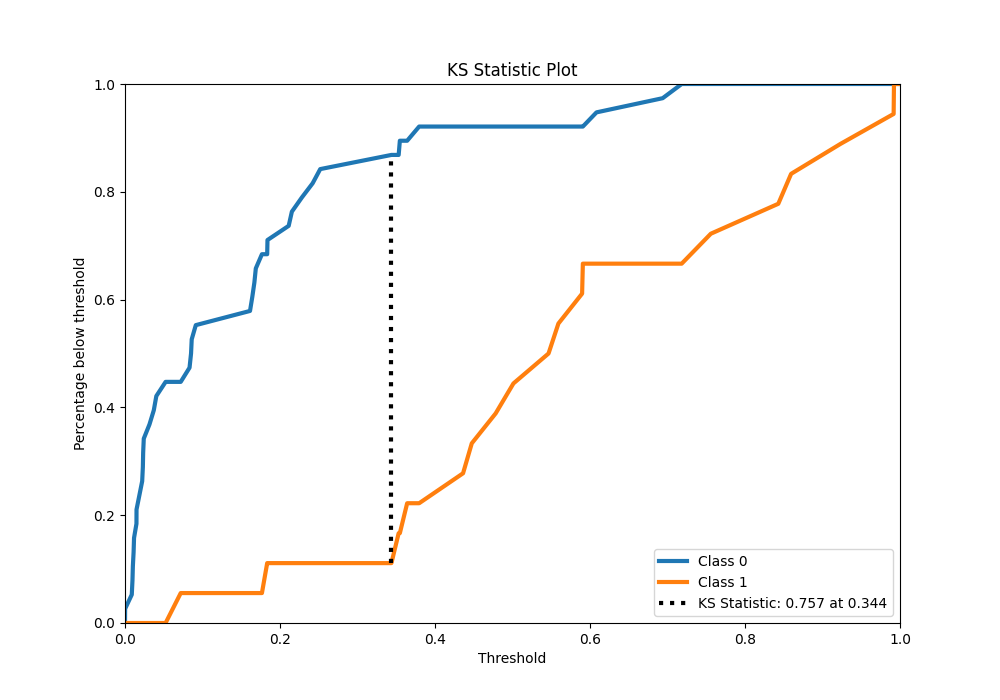 KS Statistic Plot
1.0
0.8
0.6
0.4
0.2
0.0
Percentage below threshold
0.0 0.2 0.4 0.6 0.8 1.0
Threshold
Class 0
Class 1
KS Statistic: 0.757 at 0.344